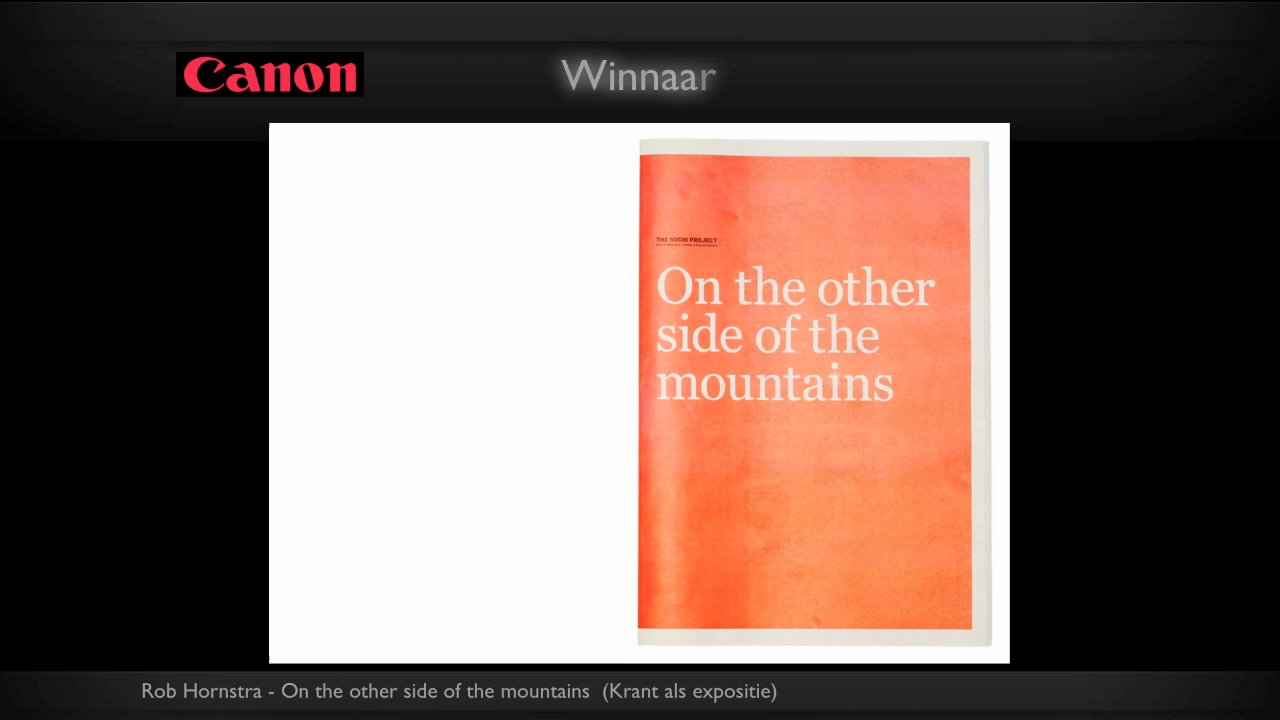 Canon
Winnaar
THE SOCHI PROJECT
On the other
side of the
mountains
Rob Hornstra - On the other side of the mountains (Krant als expositie)